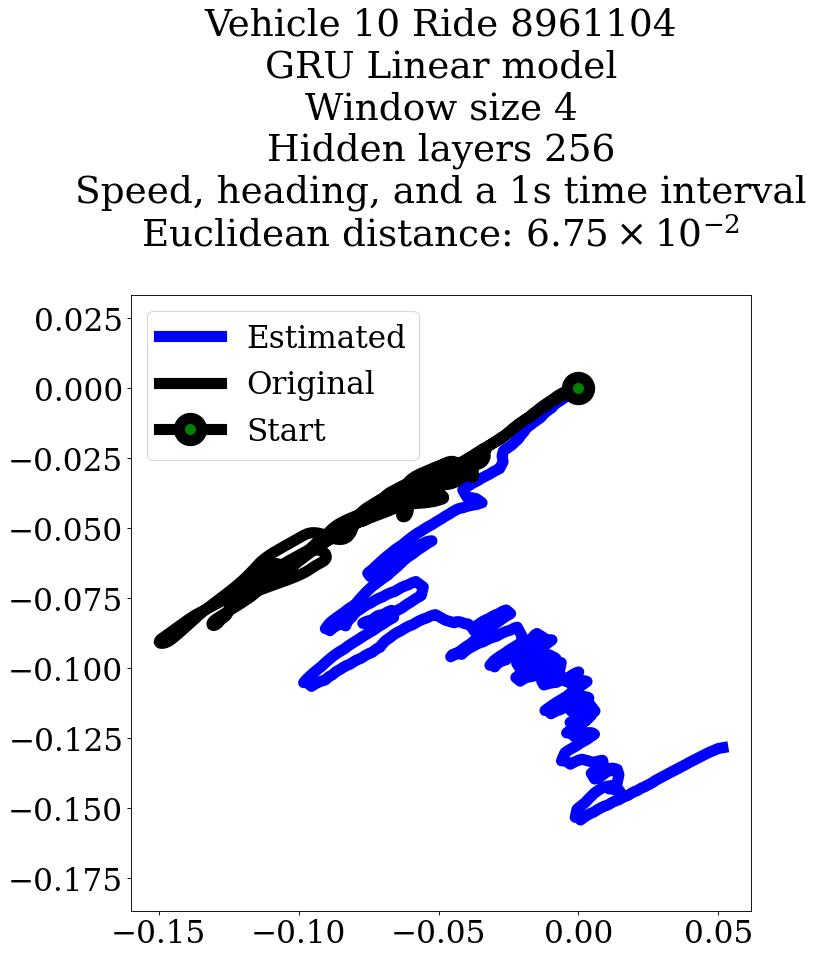 Vehicle 10 Ride 8961104
GRU Linear model
Window size 4
Hidden layers 256
Speed, heading, and a 1s time interval
Euclidean distance: 6.75 × 10⁻²
Estimated
Original
Start
0.025
0.000
−0.025
−0.050
−0.075
−0.100
−0.125
−0.150
−0.175
−0.15 −0.10 −0.05 0.00 0.05